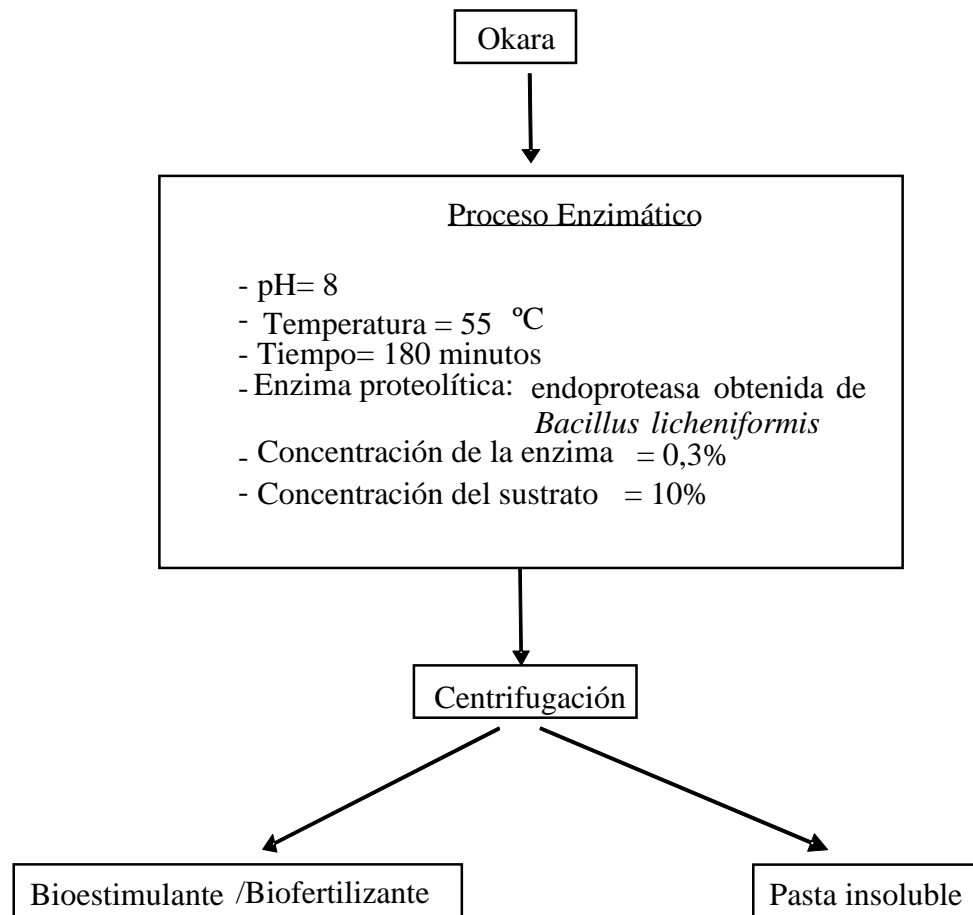 Okara
Proceso Enzimático
- pH= 8
- Temperatura = 55 ºC
- Tiempo= 180 minutos
- Enzima proteolítica: endoproteasa obtenida de
Bacillus licheniformis
- Concentración de la enzima = 0,3%
- Concentración del sustrato = 10%
Centrifugación
Bioestimulante /Biofertilizante
Pasta insoluble